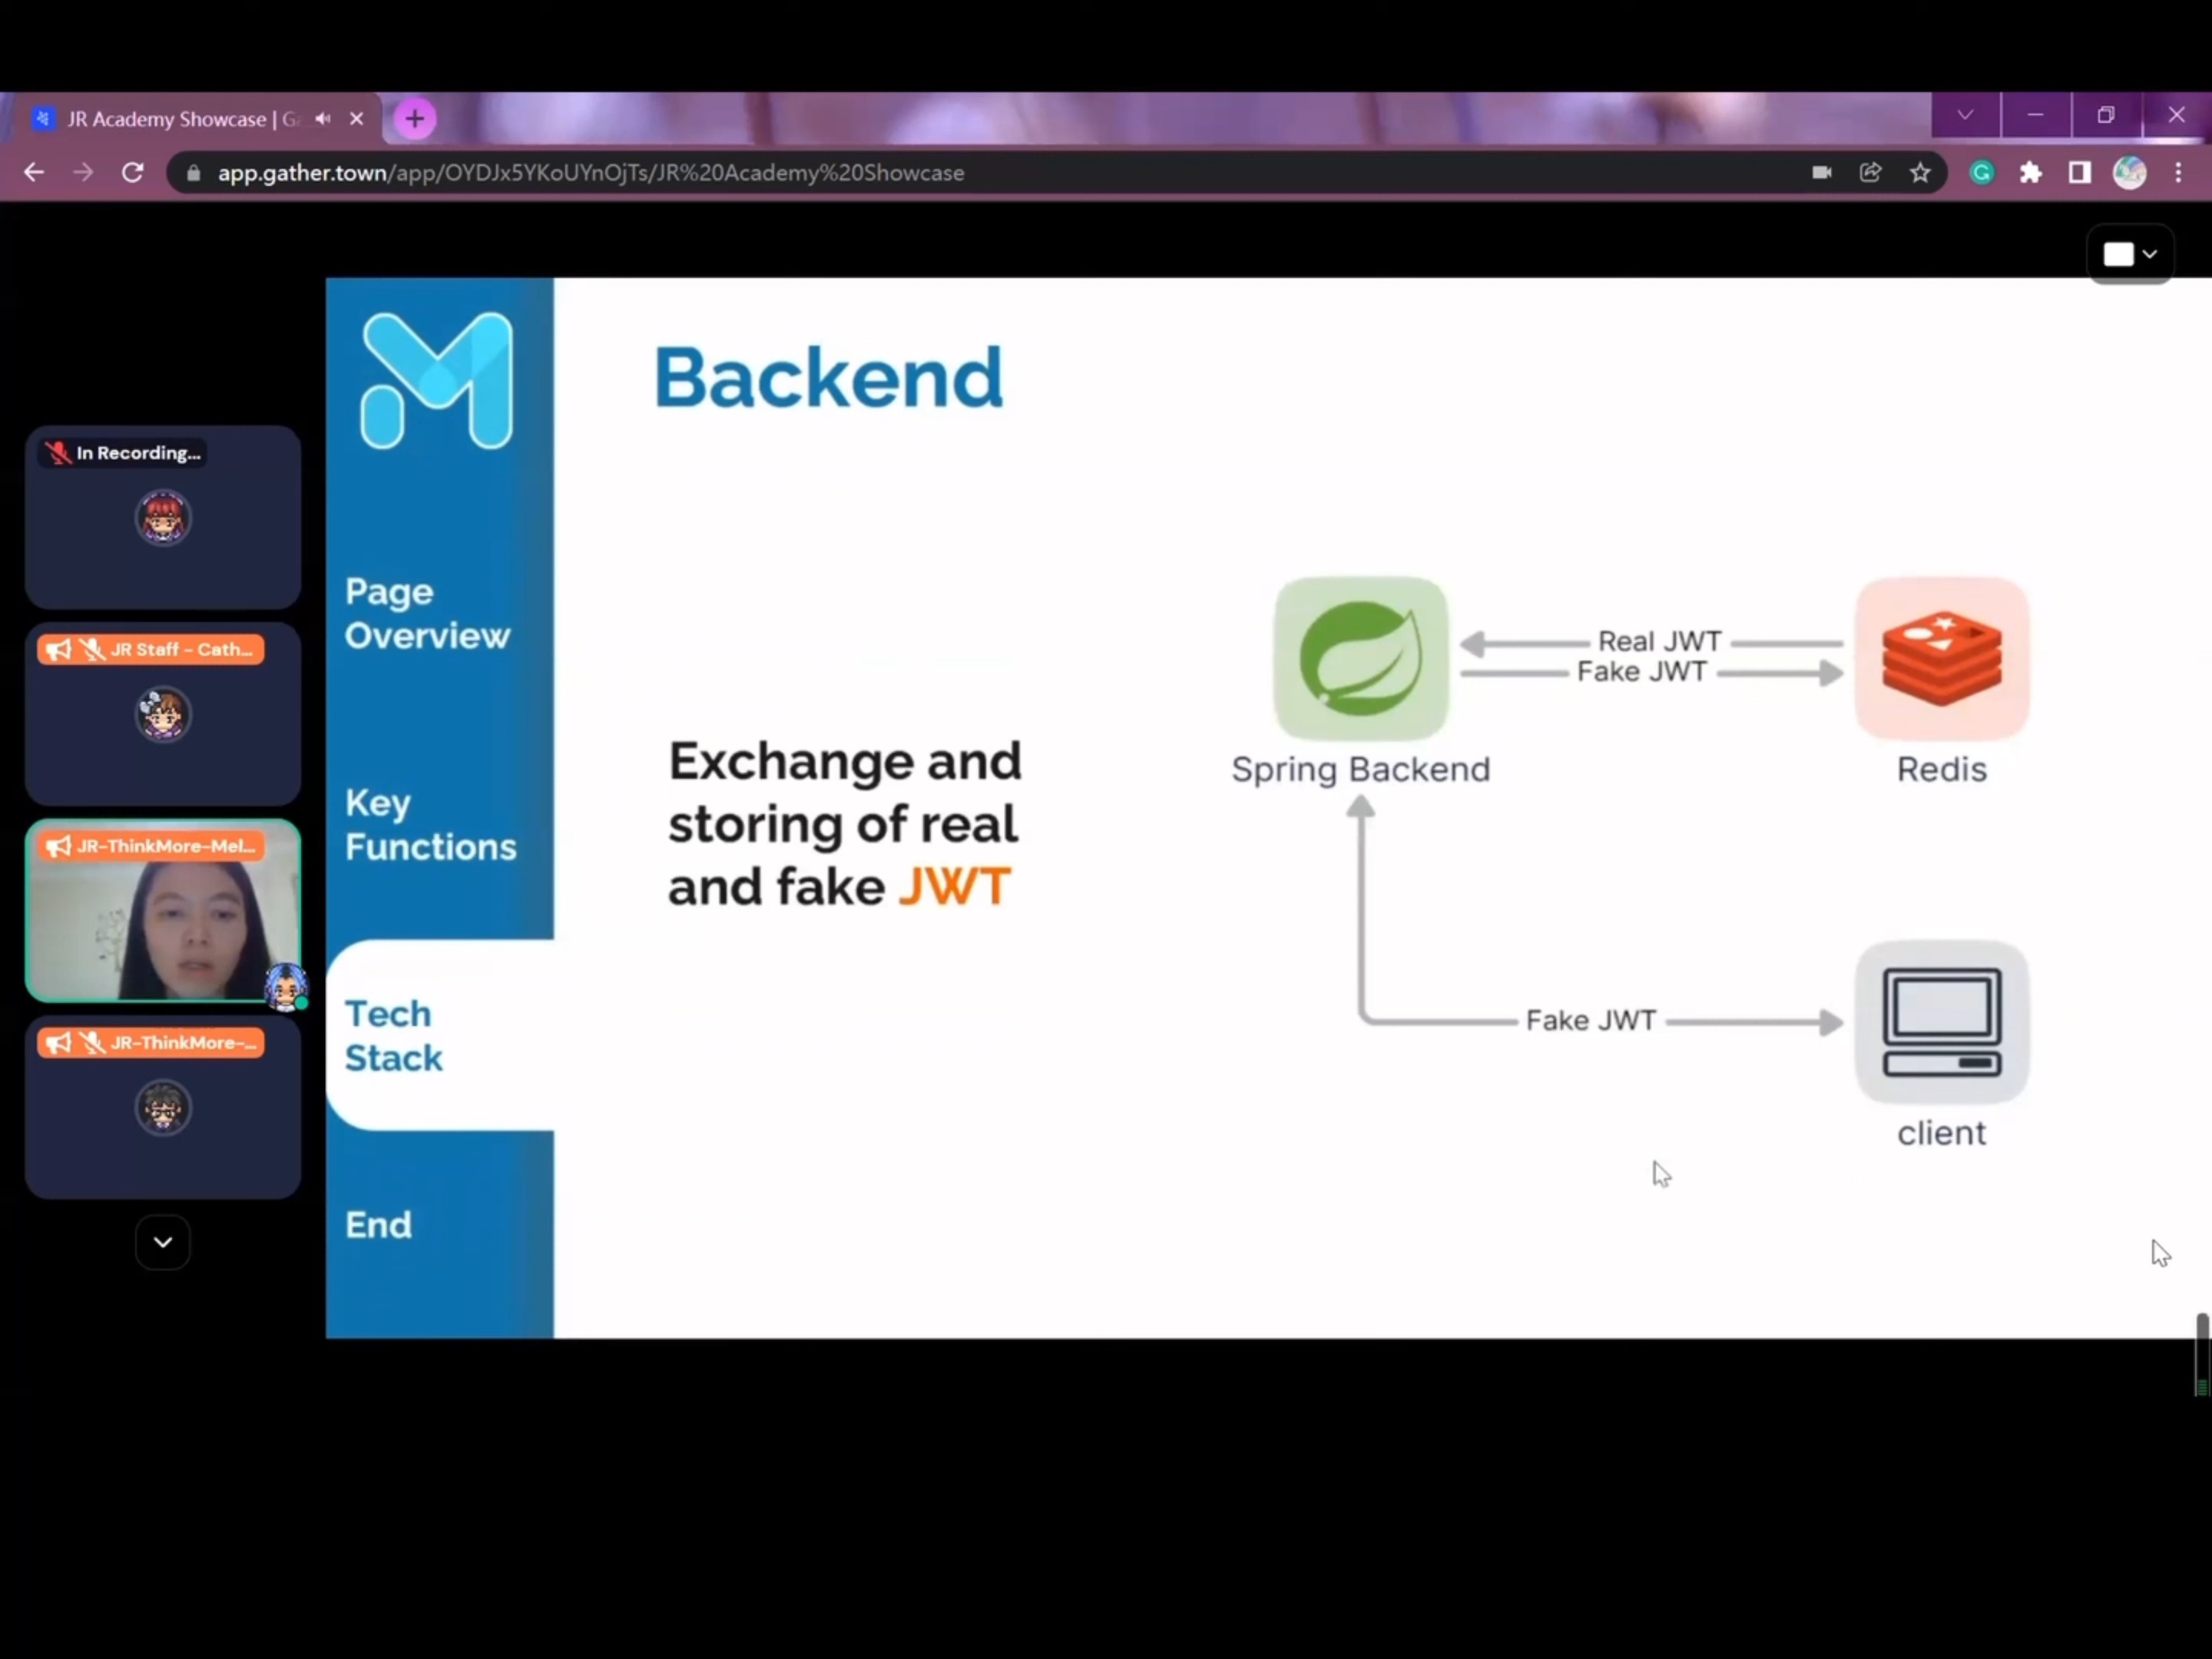 JR Academy Showcase | Ga
app.gather.town/app/OYDJx5YKoUYnOjTs/JR%20Academy%20Showcase
In Recording...
JR Staff - Cath...
JR-ThinkMore-Mel...
JR-ThinkMore-...
Page
Overview
Key
Functions
Tech
Stack
End
Backend
Exchange and
storing of real
and fake JWT
Real JWT
Fake JWT
Spring Backend
Redis
Fake JWT
client